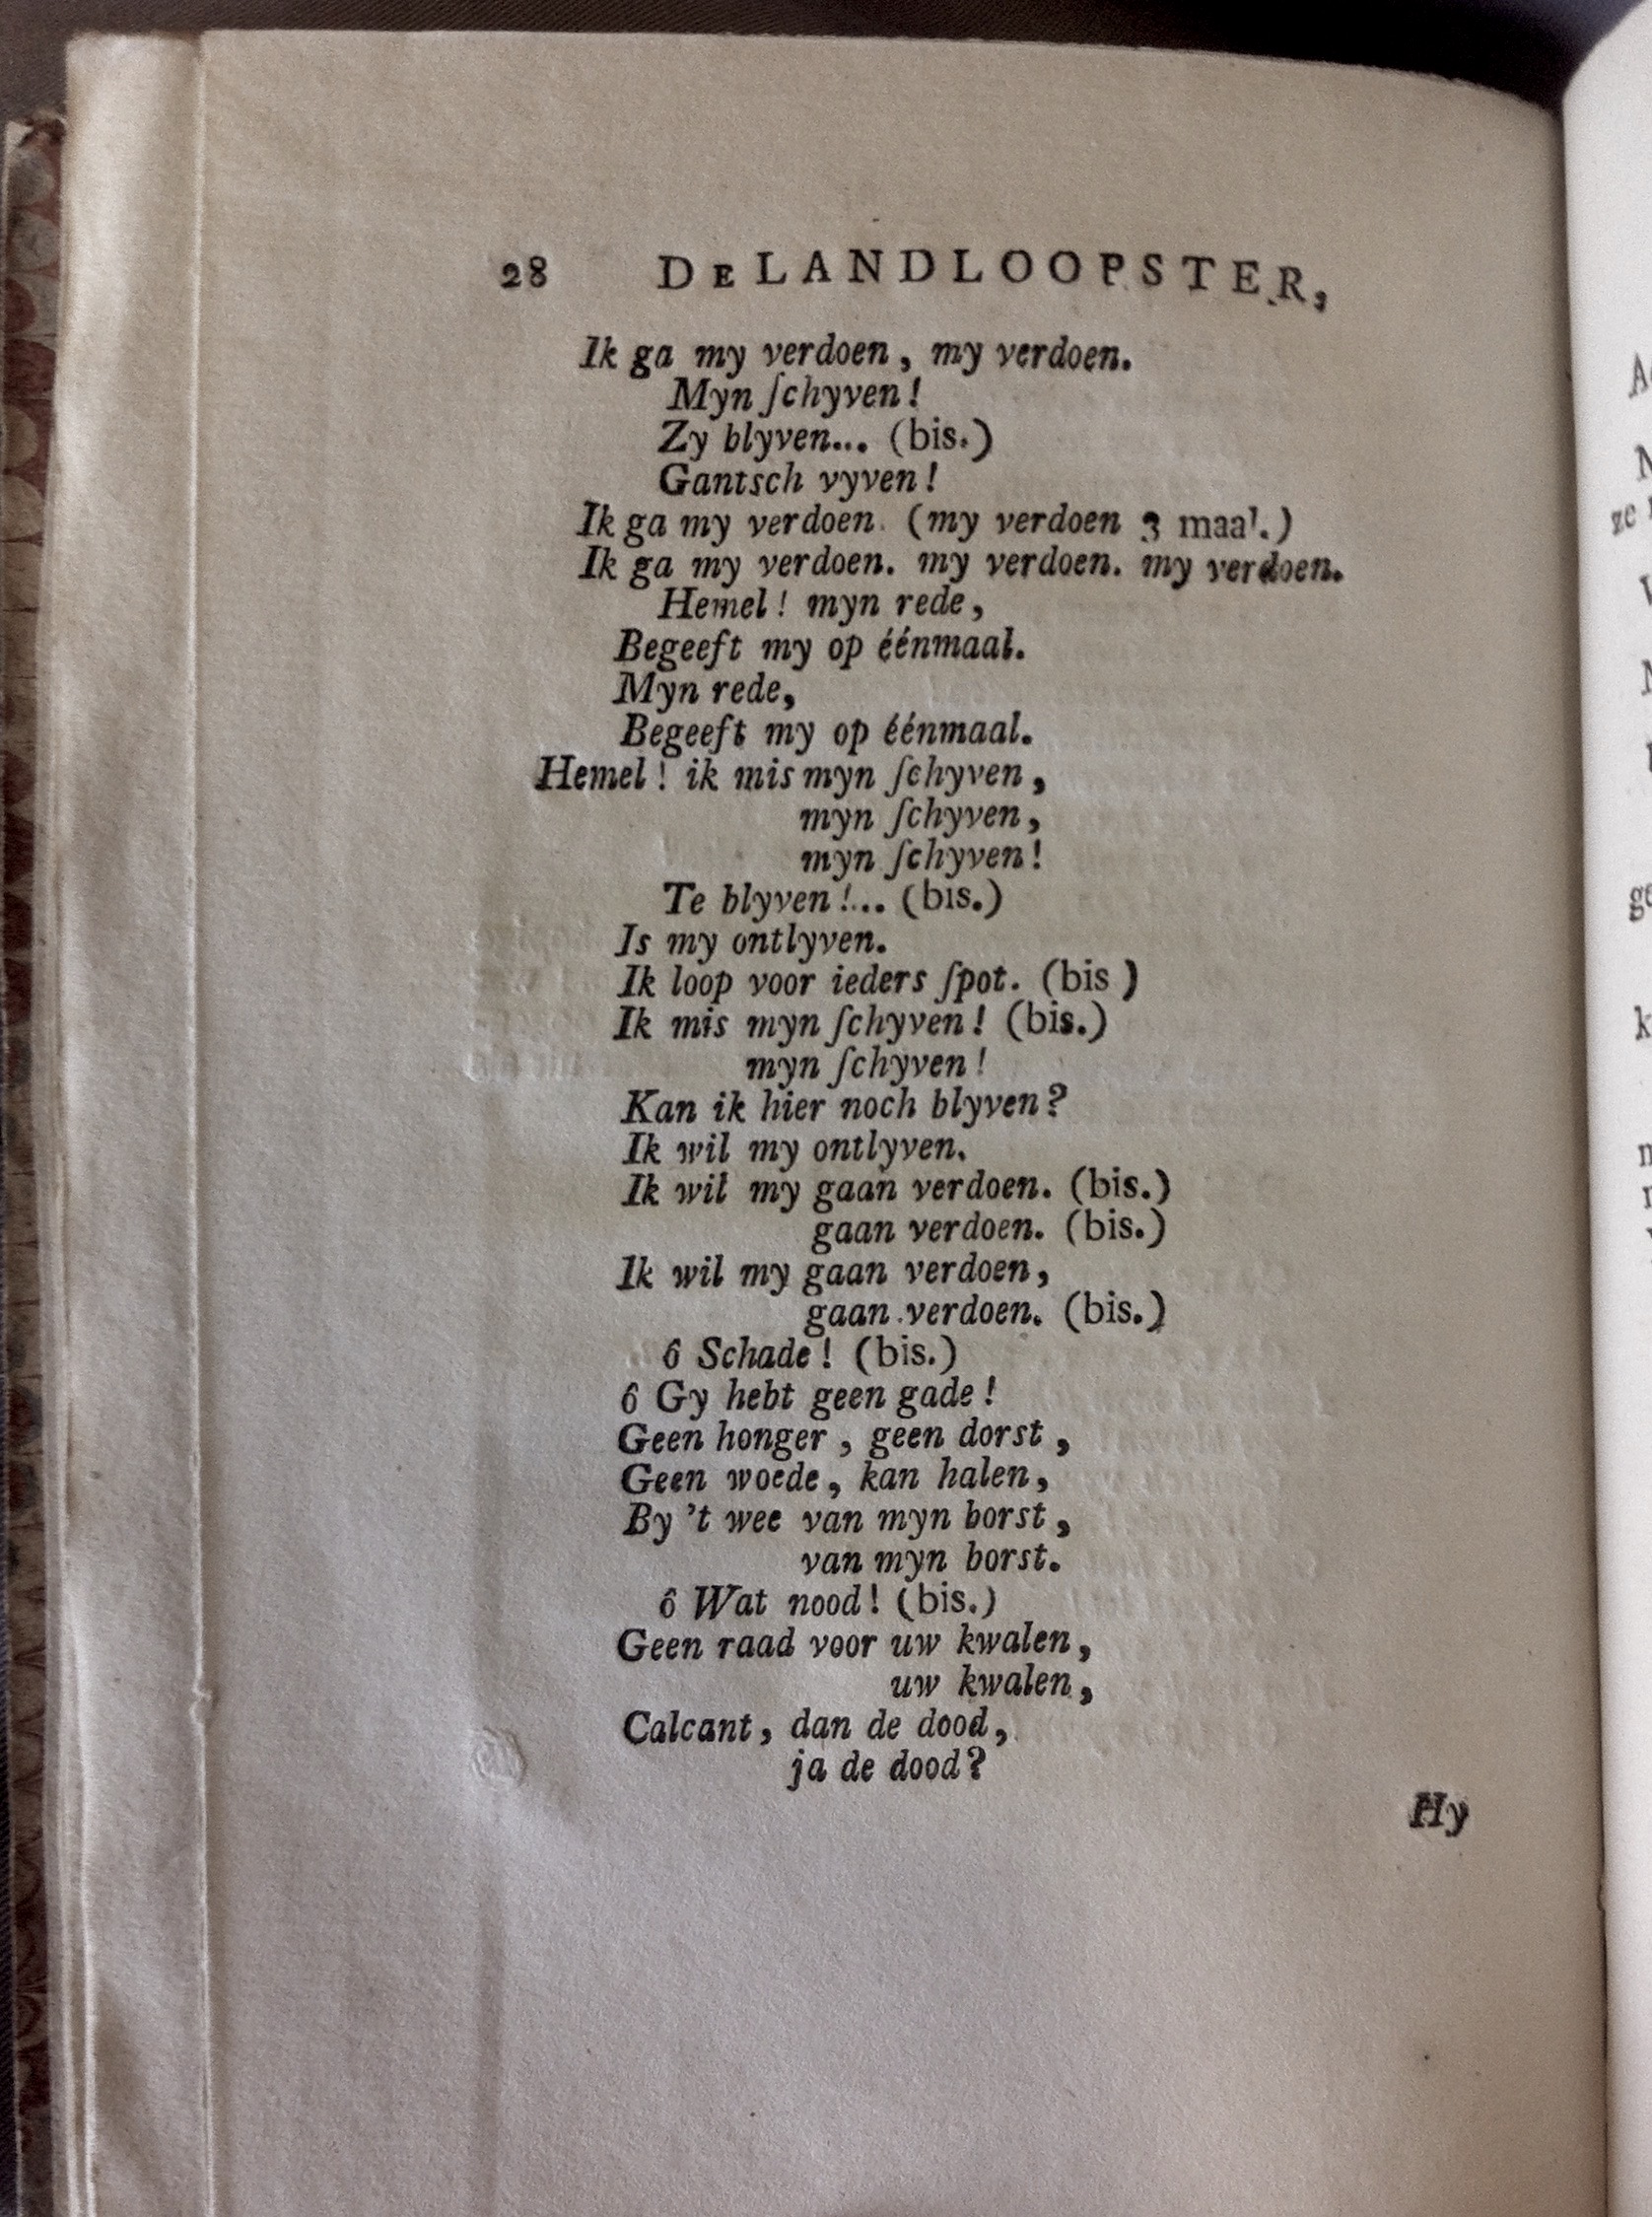 28 DE LANDLOOPSTER,
Ik ga my verdoen, my verdoen.
Myn ſchyven!
Zy blyven... (bis.)
Gantsch vyven!
Ik ga my verdoen. (my verdoen 3 maal.)
Ik ga my verdoen. my verdoen. my verdoen.
Hemel! myn rede,
Begeeft my op éénmaal.
Myn rede,
Begeeft my op éénmaal.
Hemel! ik mis myn ſchyven,
myn ſchyven,
myn ſchyven!
Te blyven!... (bis.)
Is my ontlyven.
Ik loop voor ieders ſpot. (bis)
Ik mis myn ſchyven! (bis.)
myn ſchyven!
Kan ik hier noch blyven?
Ik wil my ontlyven.
Ik wil my gaan verdoen. (bis.)
gaan verdoen. (bis.)
Ik wil my gaan verdoen,
gaan verdoen. (bis.)
ô Schade! (bis.)
ô Gy hebt geen gade!
Geen honger, geen dorst,
Geen woede, kan halen,
By 't wee van myn borst,
van myn borst.
ô Wat nood! (bis.)
Geen raad voor uw kwalen,
uw kwalen,
Calcant, dan de dood,
ja de dood?
Hy